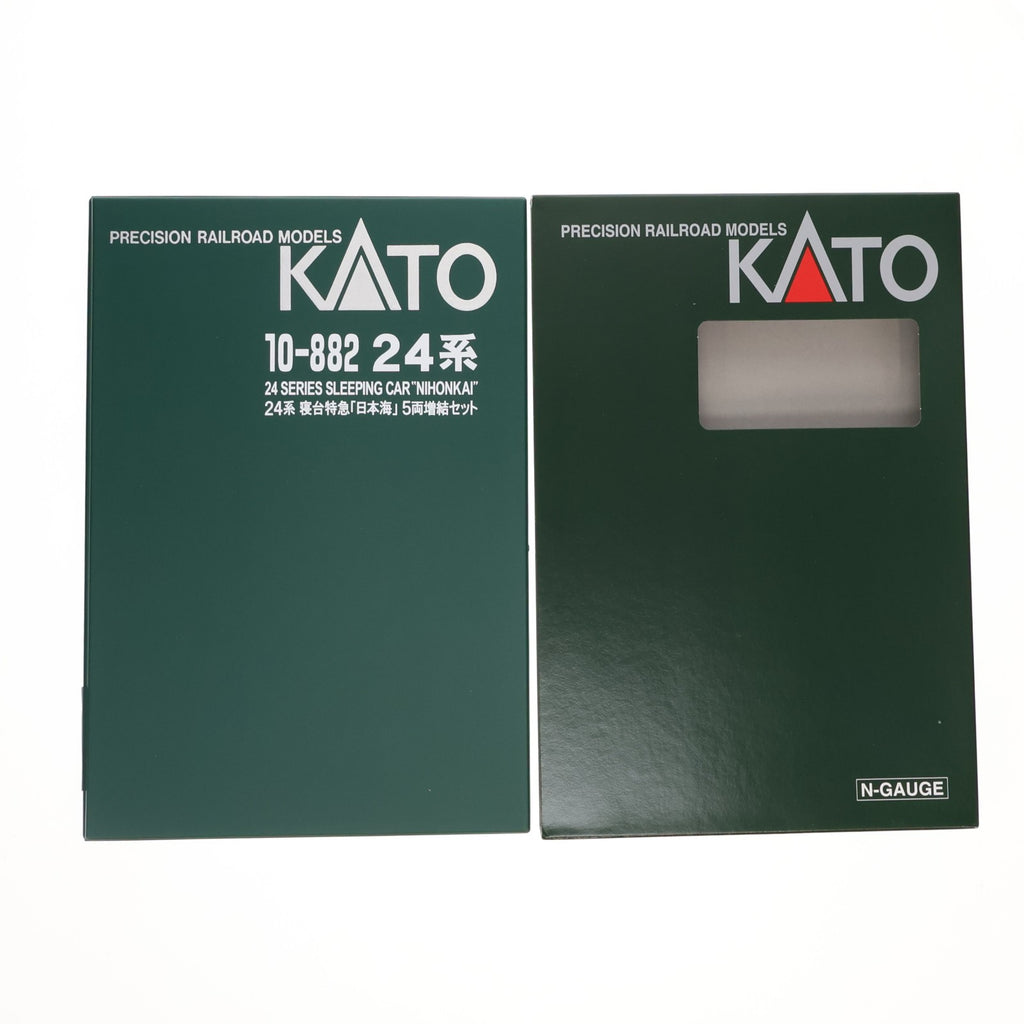 PRECISION RAILROAD MODELS
KATO
10-882 24系
24 SERIES SLEEPING CAR"NIHONKAI"
24系 寝台特急「日本海」5両増結セット
PRECISION RAILROAD MODELS
KATO
N-GAUGE